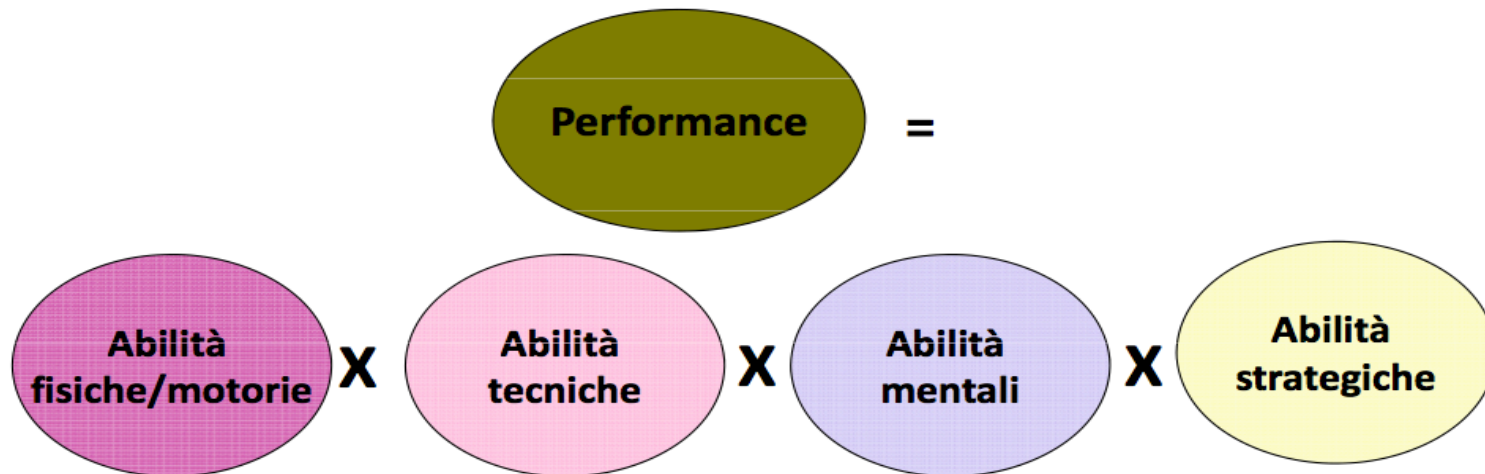 Performance =
Abilità Abilità Abilità Abilità
fisiche/motorie X tecniche X mentali X strategiche